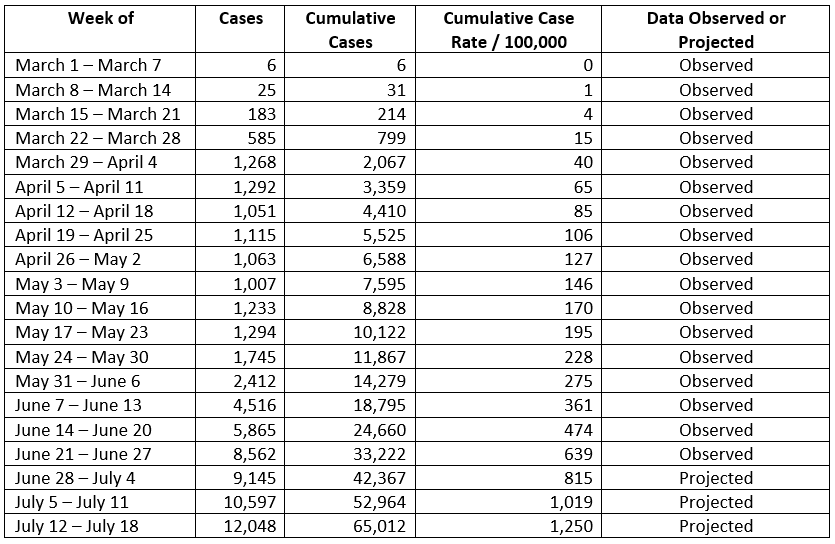 Week of Cases Cumulative Cases Cumulative Case Rate / 100,000 Data Observed or Projected
March 1 – March 7 6 6 0 Observed
March 8 – March 14 25 31 1 Observed
March 15 – March 21 183 214 4 Observed
March 22 – March 28 585 799 15 Observed
March 29 – April 4 1,268 2,067 40 Observed
April 5 – April 11 1,292 3,359 65 Observed
April 12 – April 18 1,051 4,410 85 Observed
April 19 – April 25 1,115 5,525 106 Observed
April 26 – May 2 1,063 6,588 127 Observed
May 3 – May 9 1,007 7,595 146 Observed
May 10 – May 16 1,233 8,828 170 Observed
May 17 – May 23 1,294 10,122 195 Observed
May 24 – May 30 1,745 11,867 228 Observed
May 31 – June 6 2,412 14,279 275 Observed
June 7 – June 13 4,516 18,795 361 Observed
June 14 – June 20 5,865 24,660 474 Observed
June 21 – June 27 8,562 33,222 639 Observed
June 28 – July 4 9,145 42,367 815 Projected
July 5 – July 11 10,597 52,964 1,019 Projected
July 12 – July 18 12,048 65,012 1,250 Projected